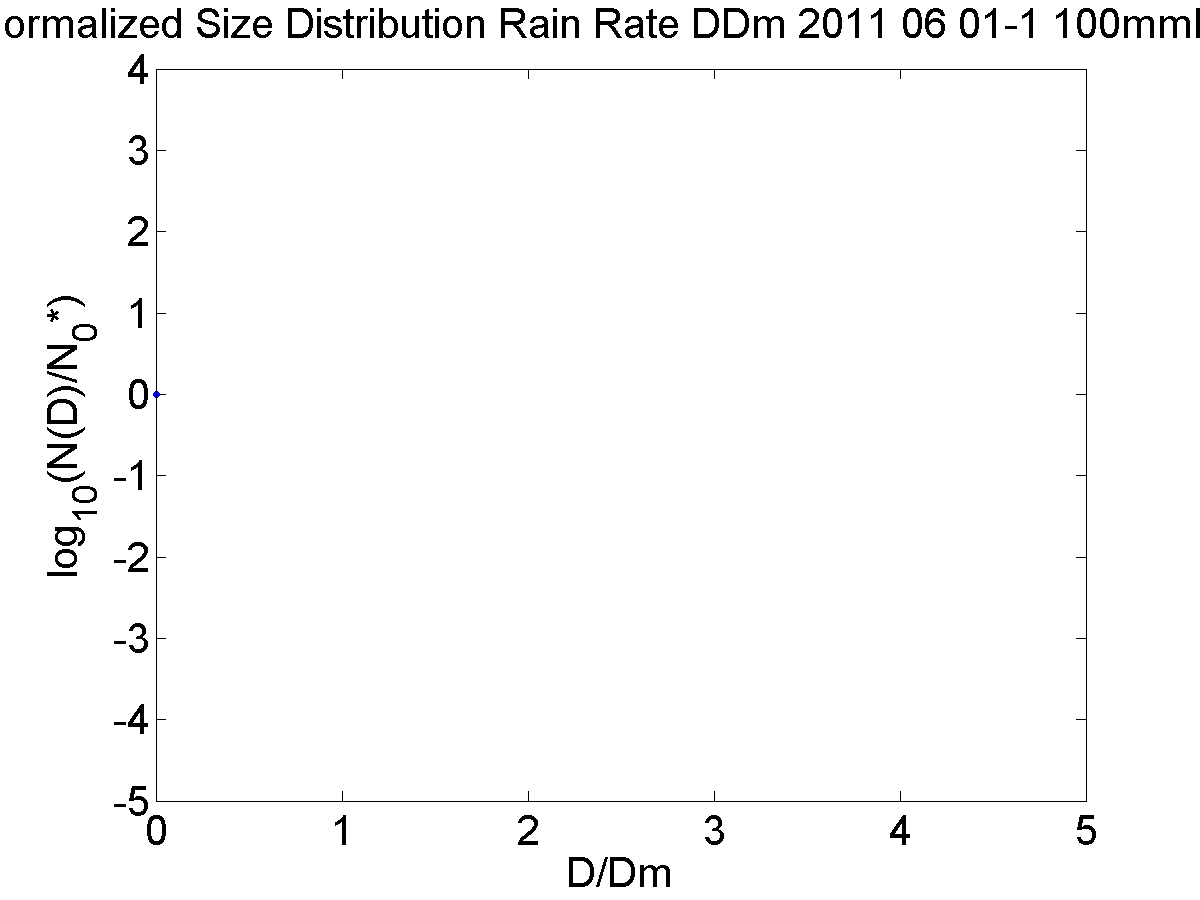 ormalized Size Distribution Rain Rate DDm 2011 06 01-1 100mml
4
3
2
1
0
-1
-2
-3
-4
-5
log10(N(D)/N0*)
0 1 2 3 4 5
D/Dm